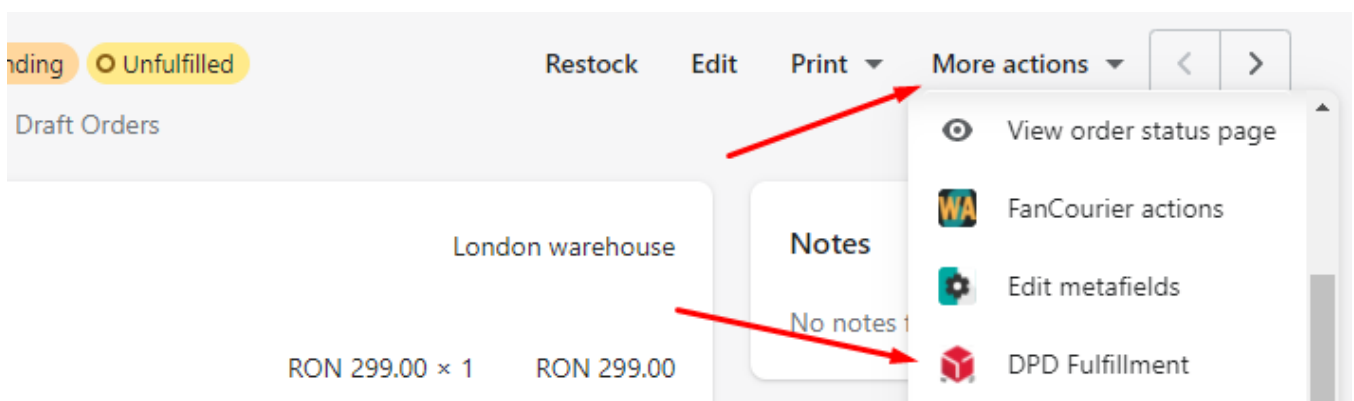 Unfulfilled
Restock Edit Print More actions
Draft Orders
View order status page
WA FanCourier actions
London warehouse
Notes
Edit metafields
No notes
DPD Fulfillment
RON 299.00 × 1 RON 299.00